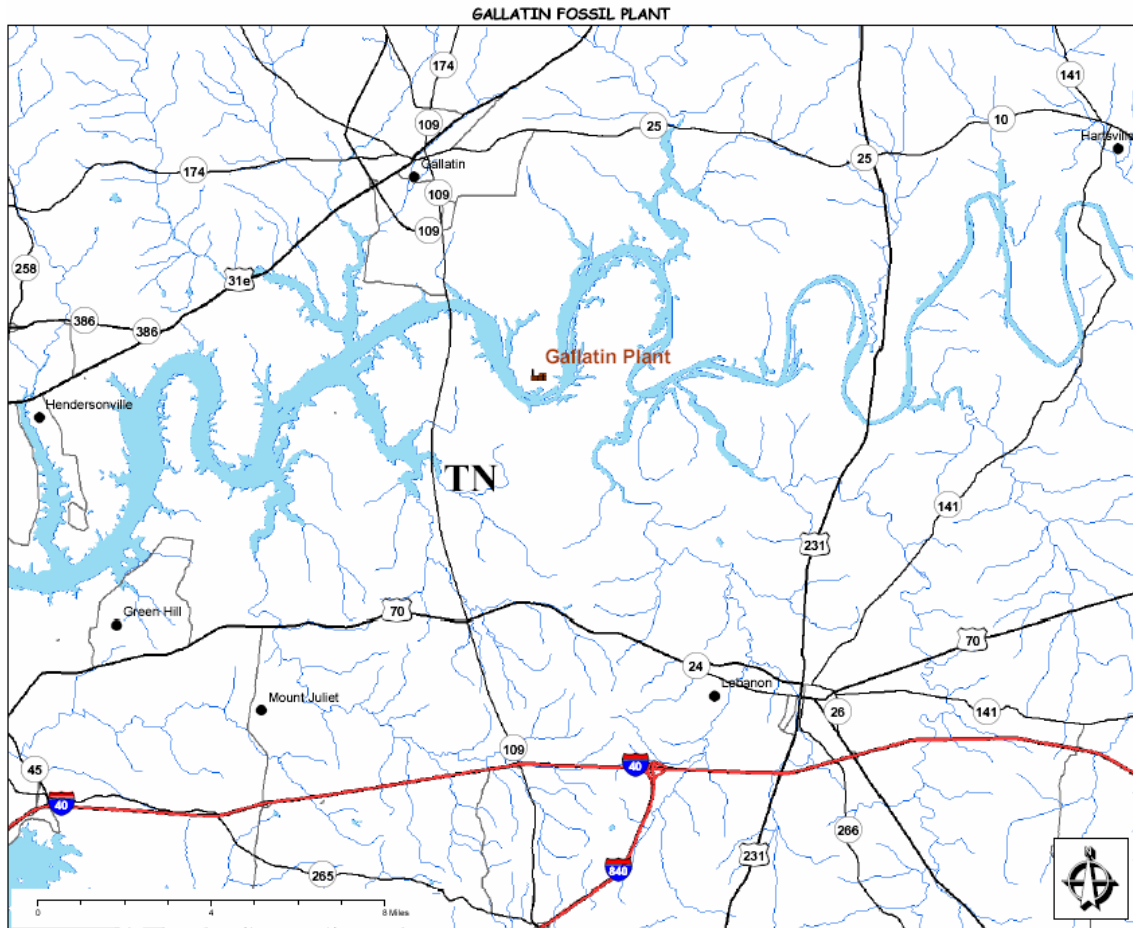 GALLATIN FOSSIL PLANT
174
141
109
25
10
Hartsville
25
174
Gallatin
109
109
258
31e
386
386
Gallatin Plant
Hendersonville
TN
141
231
Green Hill
70
70
24
Lebanon
Mount Juliet
26
141
109
45
40
40
266
231
840
265
0 4 8 Miles